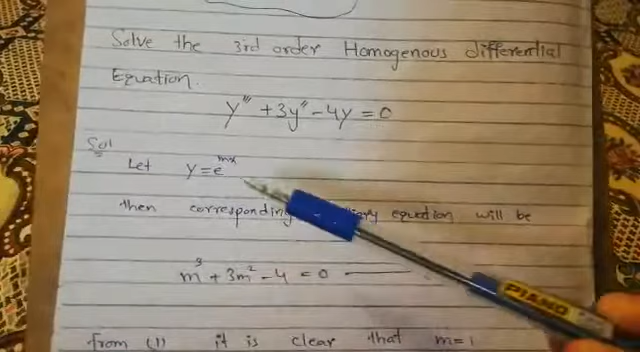 Solve the 3rd order Homogenous differential
Equation.
y''' + 3y'' - 4y = 0
Sol
Let y = e^mx
then corresponding equation will be
m³ + 3m² - 4 = 0
from (1) it is clear that m = 1
PIANO